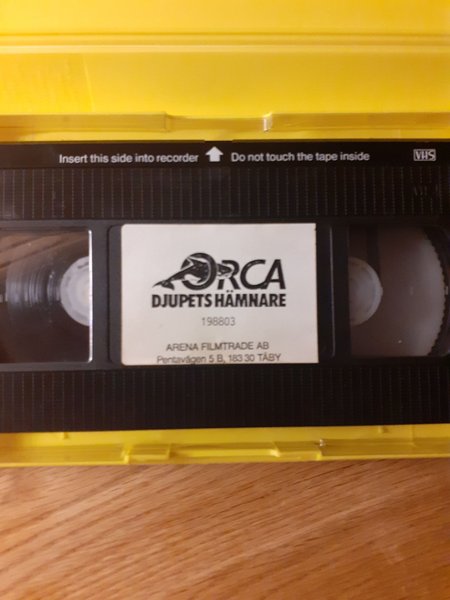 Insert this side into recorder Do not touch the tape inside VHS
ORCA
DJUPETS HÄMNARE
198803
ARENA FILMTRADE AB
Pentavägen 5 B, 183 30 TÄBY